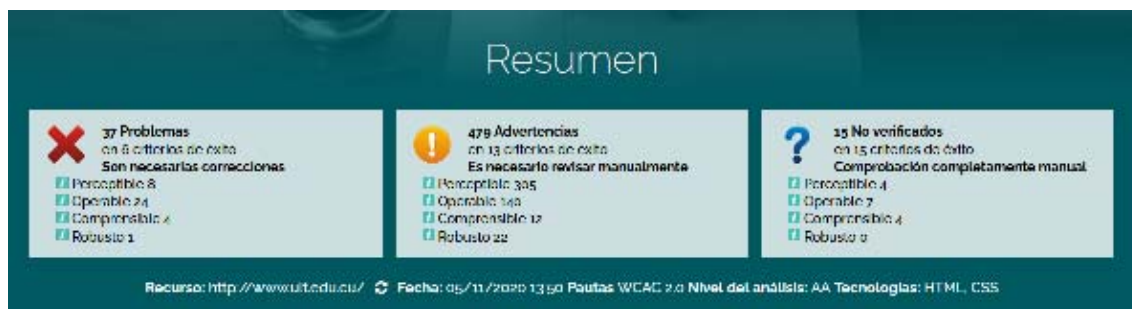 Resumen
37 Problemas
en 6 criterios de éxito
Son necesarias correcciones
Perceptible 8
Operable 24
Comprensible 4
Robusto 1
479 Advertencias
en 13 criterios de éxito
Es necesario revisar manualmente
Perceptible 305
Operable 140
Comprensible 12
Robusto 22
15 No verificados
en 15 criterios de éxito
Comprobación completamente manual
Perceptible 4
Operable 7
Comprensible 4
Robusto 0
Recurso: http://www.ult.edu.cu/ Fecha: 05/11/2020 13:50 Pautas WCAG 2.0 Nivel del análisis: AA Tecnologías: HTML, CSS